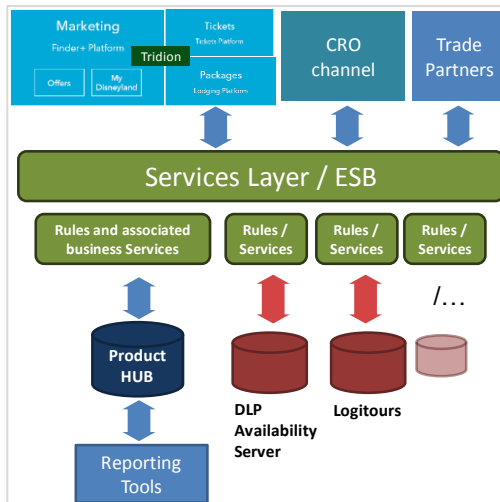 Marketing
Finder+ Platform
Offers
My
Disneyland
Tridion
Tickets
Tickets Platform
Packages
Lodging Platform
CRO
channel
Trade
Partners
Services Layer / ESB
Rules and associated
business Services
Rules /
Services
Rules /
Services
Rules /
Services
/...
Product
HUB
DLP
Availability
Server
Logitours
Reporting
Tools